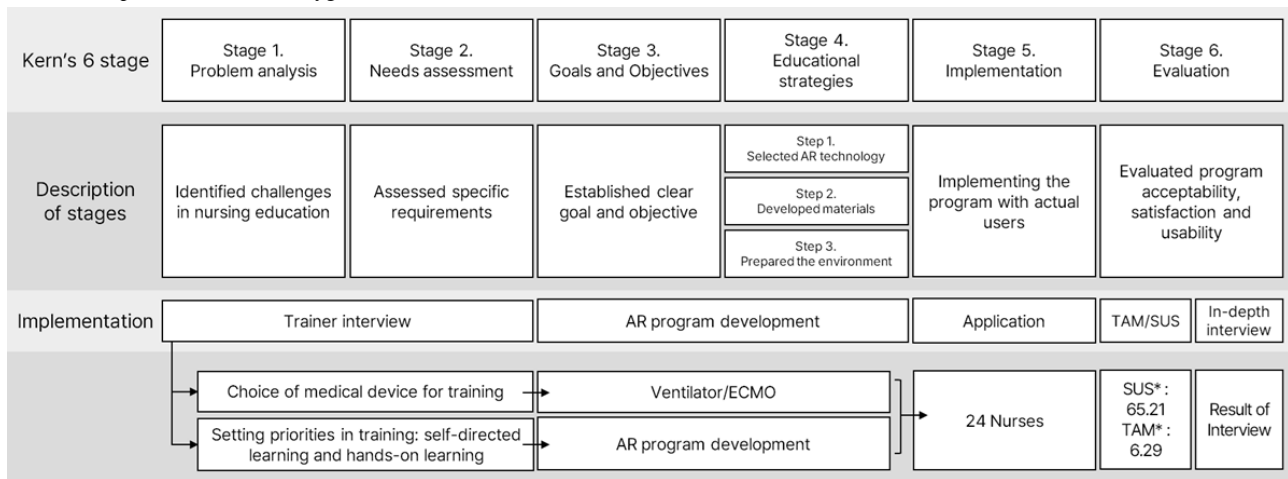 Kern's 6 stage
Stage 1.
Problem analysis
Stage 2.
Needs assessment
Stage 3.
Goals and Objectives
Stage 4.
Educational
strategies
Stage 5.
Implementation
Stage 6.
Evaluation
Description
of stages
Identified challenges
in nursing education
Assessed specific
requirements
Established clear
goal and objective
Step 1.
Selected AR technology
Step 2.
Developed materials
Step 3.
Prepared the environment
Implementing the
program with actual
users
Evaluated program
acceptability,
satisfaction and
usability
Implementation
Trainer interview
AR program development
Application
TAM/SUS
In-depth
interview
Choice of medical device for training
Ventilator/ECMO
Setting priorities in training: self-directed
learning and hands-on learning
AR program development
24 Nurses
SUS* :
65.21
TAM* :
6.29
Result of
Interview